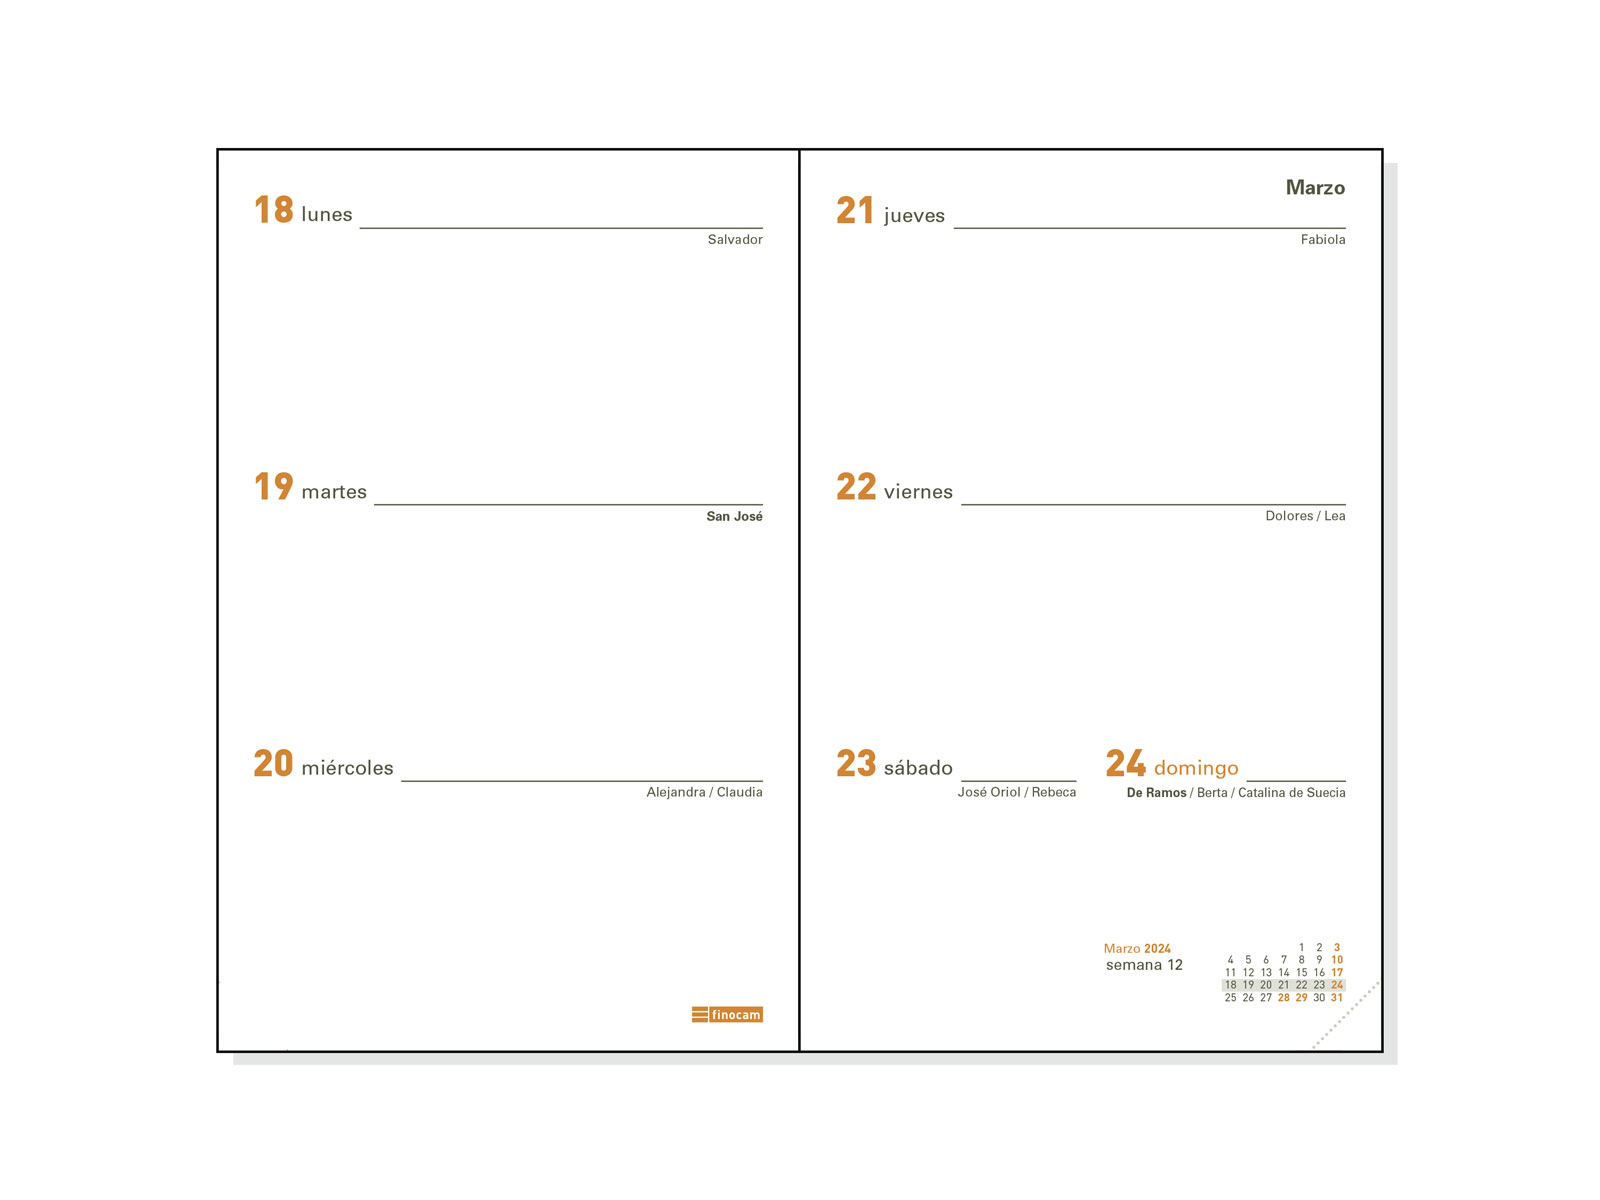 18 lunes
Salvador
19 martes
San José
20 miércoles
Alejandra / Claudia
finocam
Marzo
21 jueves
Fabiola
22 viernes
Dolores / Lea
23 sábado
José Oriol / Rebeca
24 domingo
De Ramos / Berta / Catalina de Suecia
Marzo 2024
semana 12
1 2 3
4 5 6 7 8 9 10
11 12 13 14 15 16 17
18 19 20 21 22 23 24
25 26 27 28 29 30 31